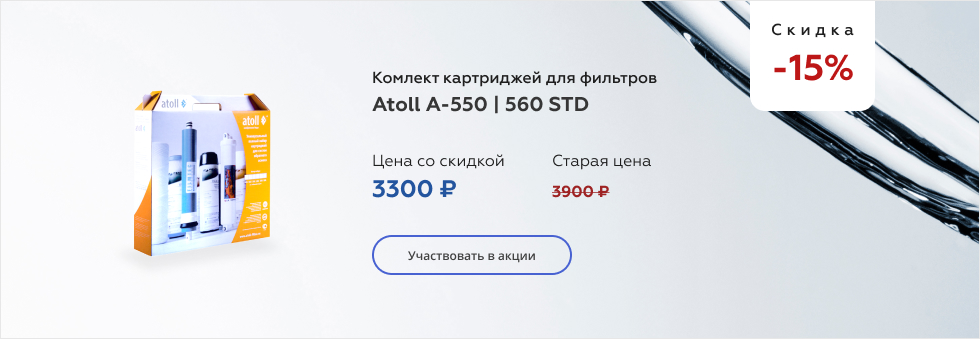 Скидка
-15%
Комлект картриджей для фильтров
Atoll A-550 | 560 STD
Цена со скидкой
Старая цена
3300 ₽
3900 ₽
Участвовать в акции
atoll
atoll